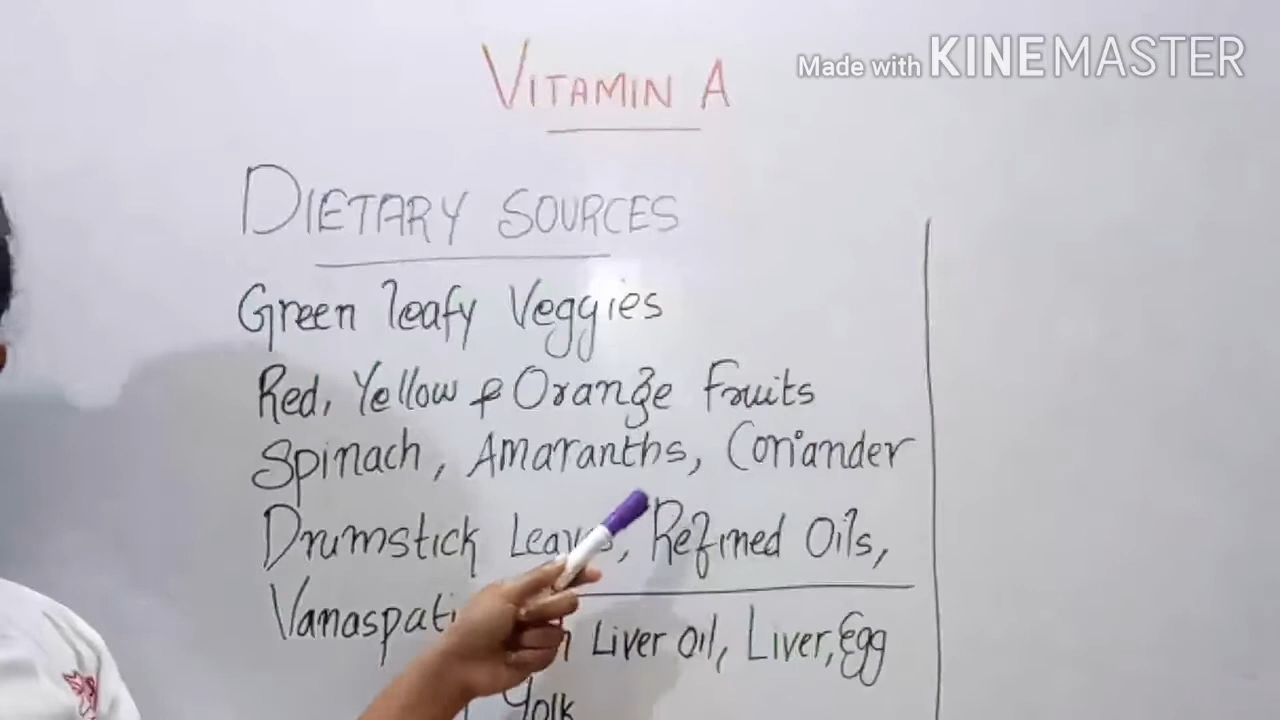 Made with KINEMASTER
VITAMIN A
DIETARY SOURCES
Green leafy Veggies
Red, Yellow & Orange Fruits
Spinach, Amaranths, Coriander
Drumstick Leaves, Refined Oils,
Liver Oil, Liver, Egg
Yolk